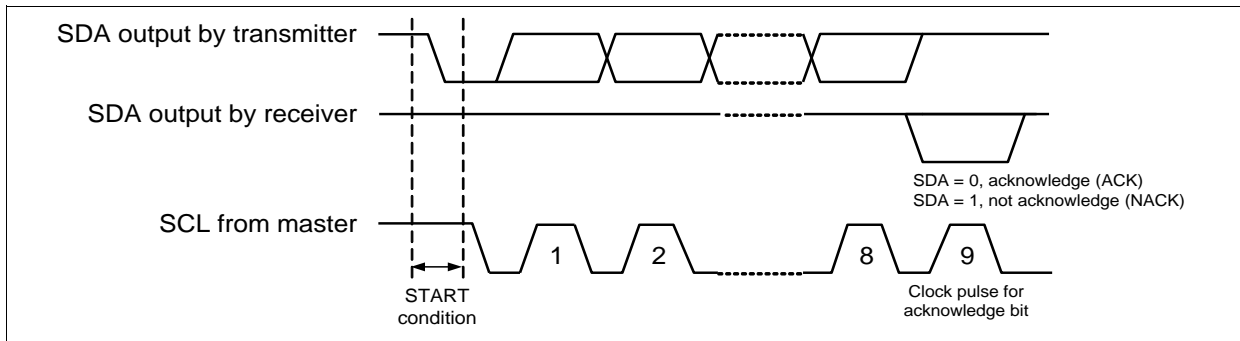 SDA output by transmitter
SDA output by receiver
SDA = 0, acknowledge (ACK)
SDA = 1, not acknowledge (NACK)
SCL from master
1
2
8
9
START
condition
Clock pulse for
acknowledge bit